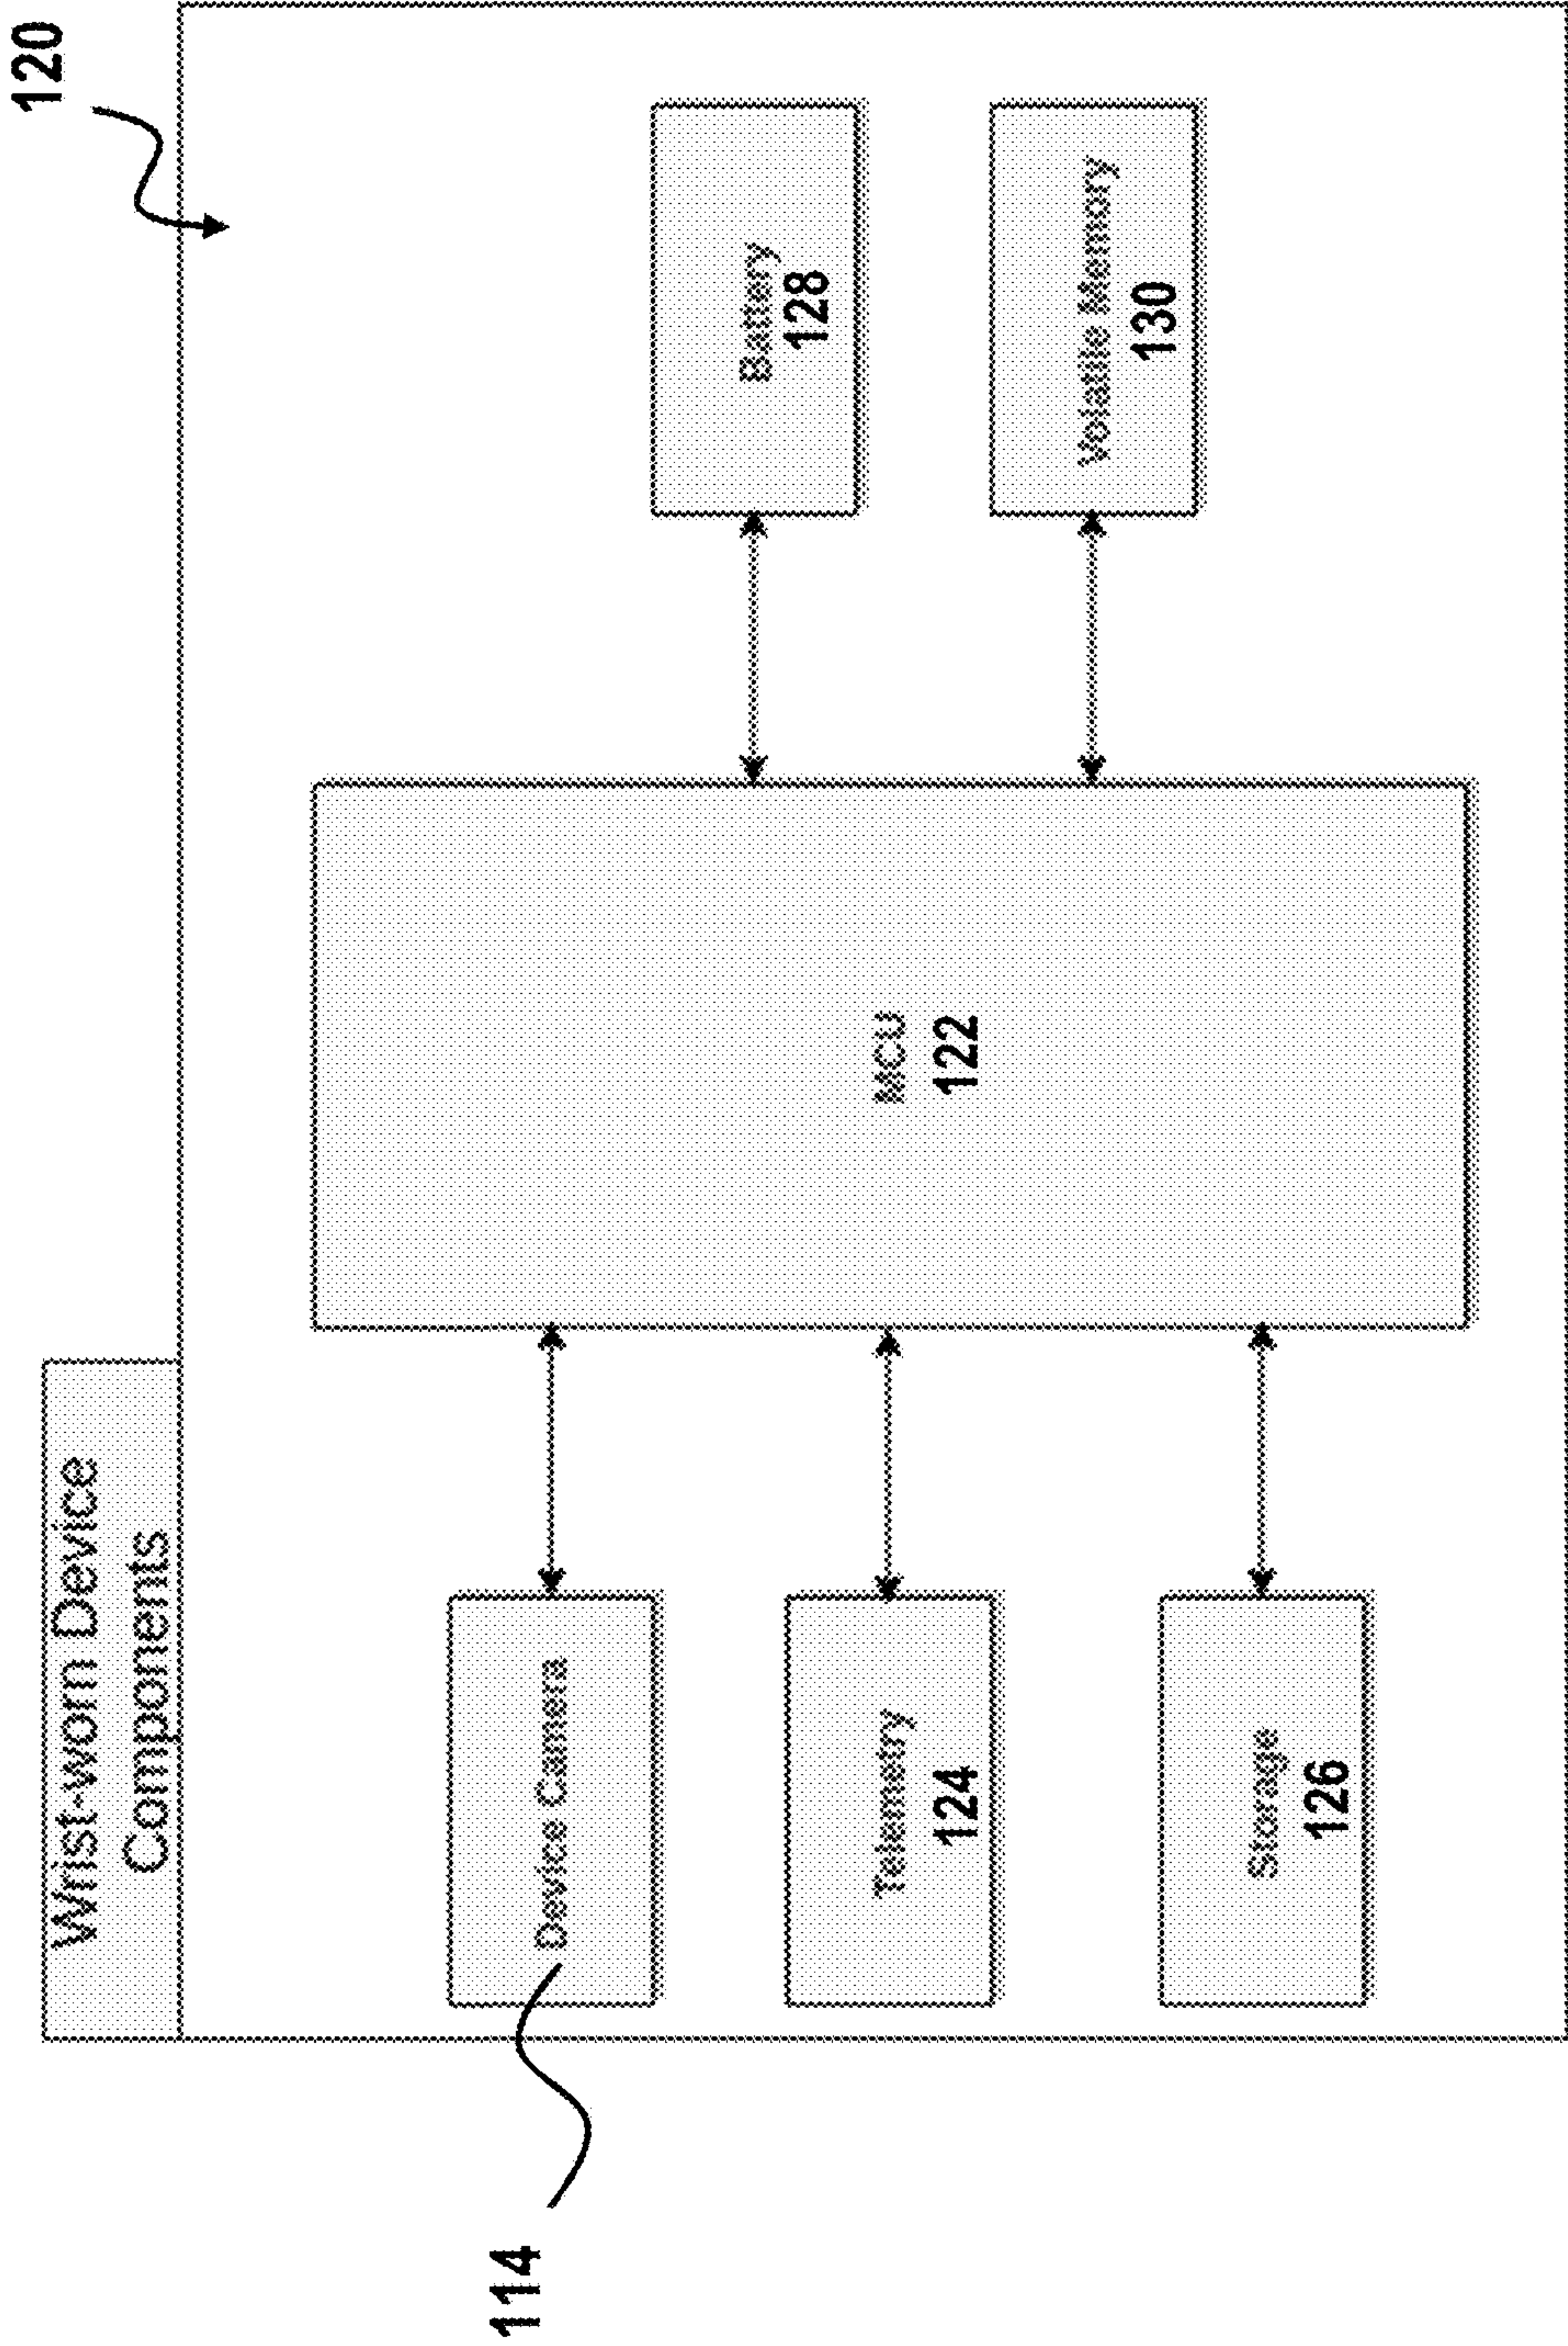 120
Wrist-worn Device
Components
114
Device Camera
Telemetry
124
Storage
126
MCU
122
Battery
128
Volatile Memory
130